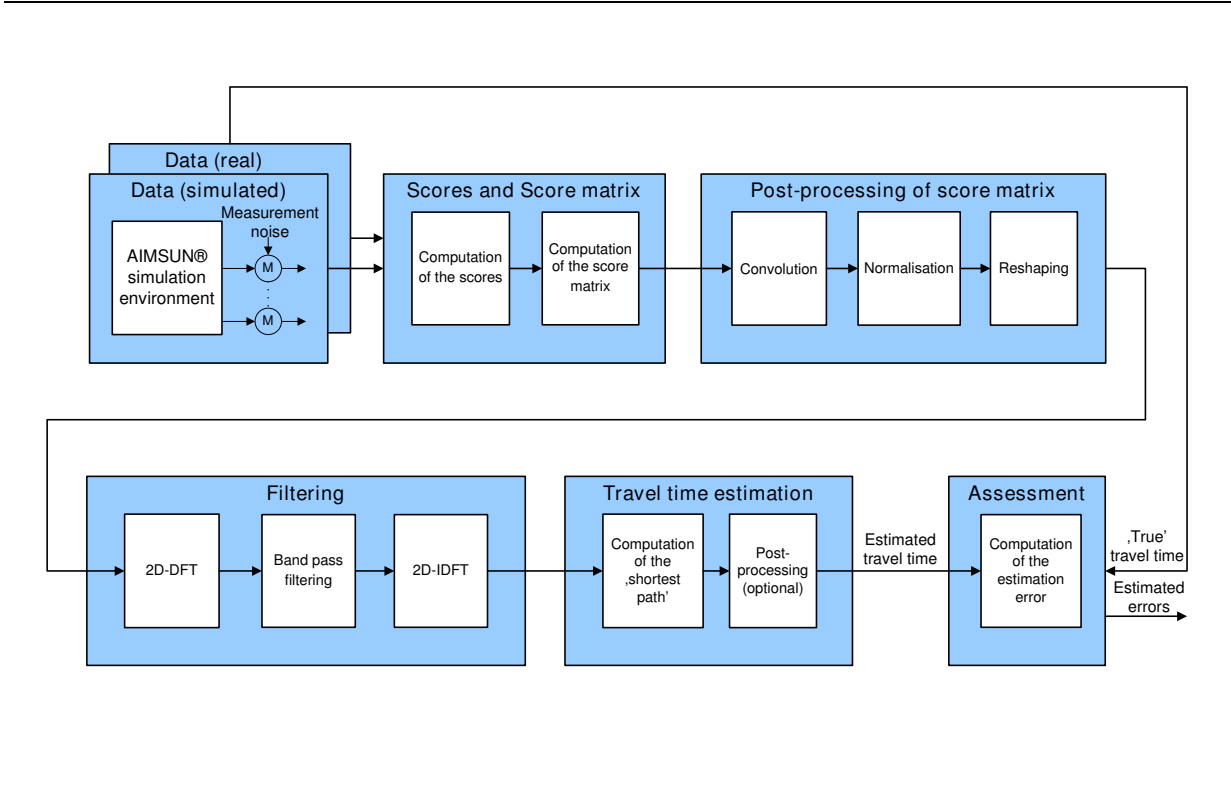 Data (real)
Data (simulated)
Measurement
noise
AIMSUN®
simulation
environment
M
.
.
.
M
Scores and Score matrix
Computation
of the scores
Computation
of the score
matrix
Post-processing of score matrix
Convolution
Normalisation
Reshaping
Filtering
2D-DFT
Band pass
filtering
2D-IDFT
Travel time estimation
Computation
of the
‚shortest
path’
Post-
processing
(optional)
Estimated
travel time
Assessment
Computation
of the
estimation
error
‚True’
travel time
Estimated
errors